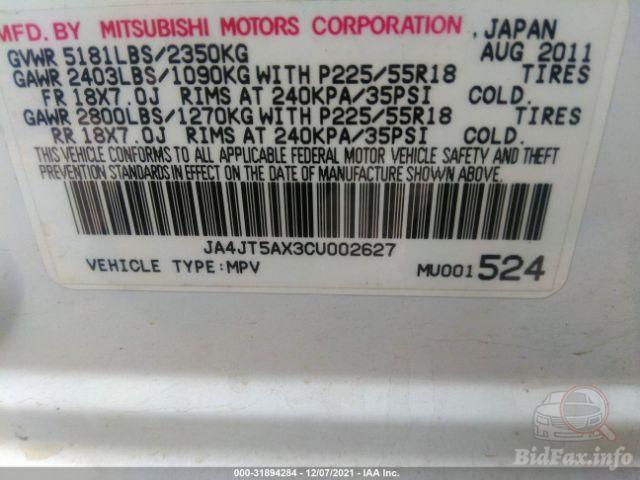 MFD. BY MITSUBISHI MOTORS CORPORATION , JAPAN
GVWR 5181LBS/2350KG AUG 2011
GAWR 2403LBS/1090KG WITH P225/55R18 TIRES
FR 18X7.0J RIMS AT 240KPA/35PSI COLD.
GAWR 2800LBS/1270KG WITH P225/55R18 TIRES
RR 18X7.0J RIMS AT 240KPA/35PSI COLD.
THIS VEHICLE CONFORMS TO ALL APPLICABLE FEDERAL MOTOR VEHICLE SAFETY AND THEFT
PREVENTION STANDARDS IN EFFECT ON THE DATE OF MANUFACTURE SHOWN ABOVE.
JA4JT5AX3CU002627
VEHICLE TYPE:MPV MU001524
BidFax.info
000-31894284 - 12/07/2021 - IAA Inc.